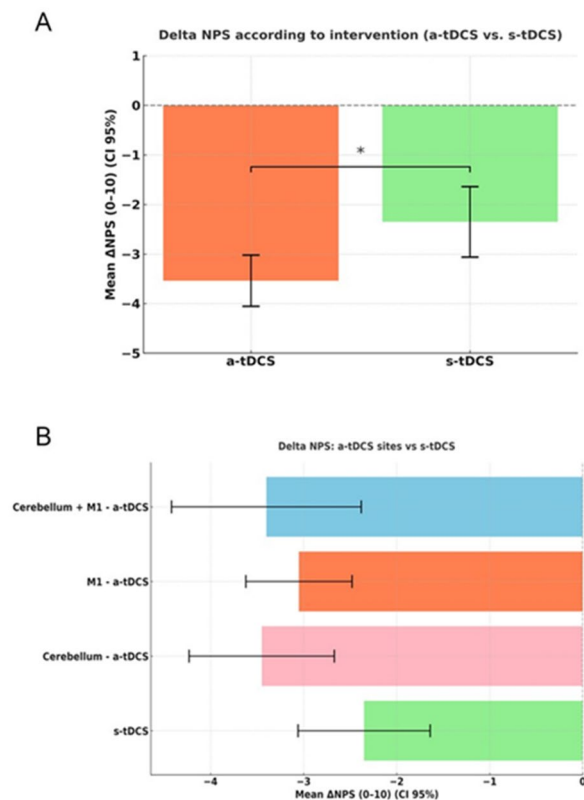 A
Delta NPS according to intervention (a-tDCS vs. s-tDCS)
Mean ΔNPS (0-10) (CI 95%)
1
0
−1
−2
−3
−4
−5
*
a-tDCS
s-tDCS
B
Delta NPS: a-tDCS sites vs s-tDCS
Cerebellum + M1 - a-tDCS
M1 - a-tDCS
Cerebellum - a-tDCS
s-tDCS
−4
−3
−2
−1
0
Mean ΔNPS (0-10) (CI 95%)